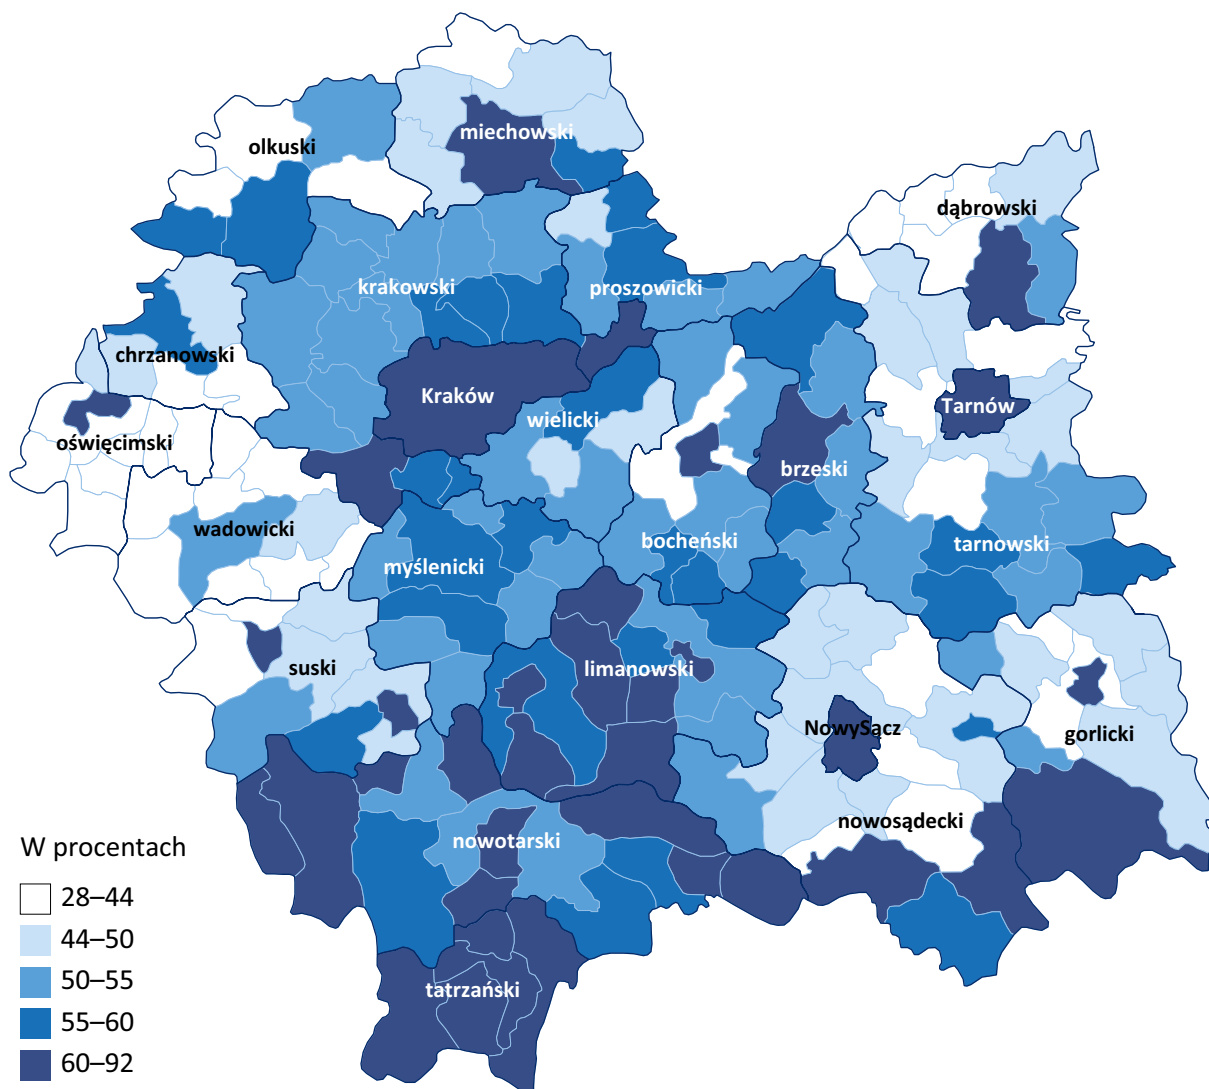 miechowski
olkuski
dąbrowski
krakowski
proszowicki
chrzanowski
Kraków
Tarnów
wielicki
oświęcimski
brzeski
wadowicki
bocheński
tarnowski
myślenicki
suski
limanowski
NowySącz
gorlicki
nowosądecki
nowotarski
tatrzański
W procentach
28–44
44–50
50–55
55–60
60–92